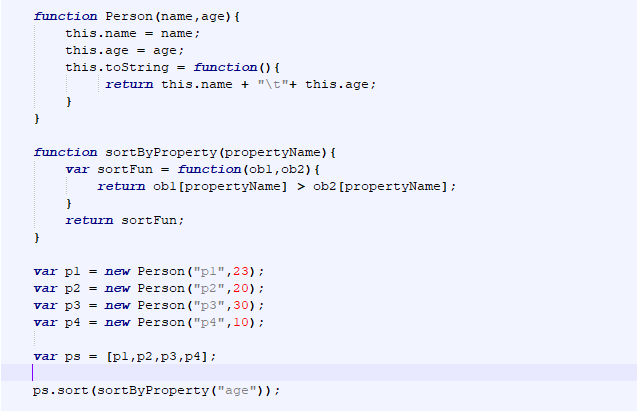 function Person(name,age){
    this.name = name;
    this.age = age;
    this.toString = function(){
         return this.name + "\t"+ this.age;
    }
}
function sortByProperty(propertyName){
    var sortFun = function(ob1,ob2){
        return ob1[propertyName] > ob2[propertyName];
    }
    return sortFun;
}
var p1 = new Person("p1",23);
var p2 = new Person("p2",20);
var p3 = new Person("p3",30);
var p4 = new Person("p4",10);
var ps = [p1,p2,p3,p4];
ps.sort(sortByProperty("age"));